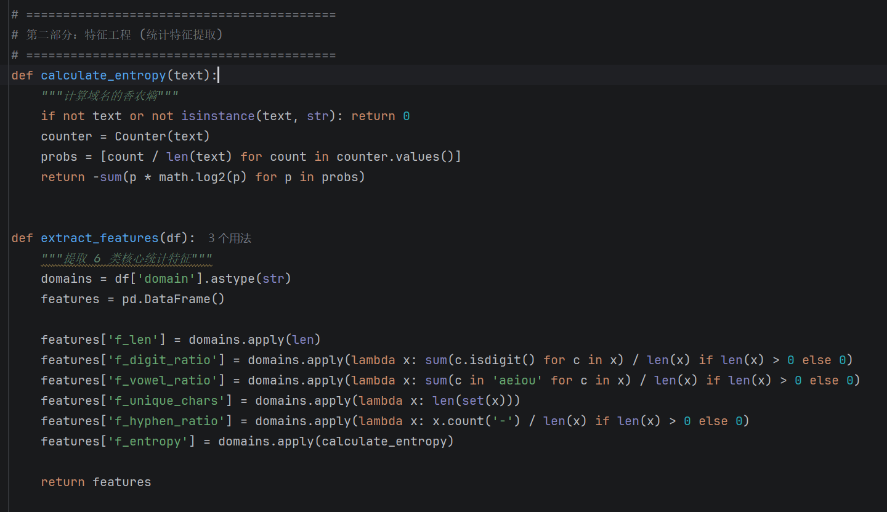 # ==========================================
# 第二部分：特征工程 (统计特征提取)
# ==========================================
def calculate_entropy(text):
    """计算域名的香农熵"""
    if not text or not isinstance(text, str): return 0
    counter = Counter(text)
    probs = [count / len(text) for count in counter.values()]
    return -sum(p * math.log2(p) for p in probs)
def extract_features(df): 3 个用法
    """提取 6 类核心统计特征"""
    domains = df['domain'].astype(str)
    features = pd.DataFrame()
    features['f_len'] = domains.apply(len)
    features['f_digit_ratio'] = domains.apply(lambda x: sum(c.isdigit() for c in x) / len(x) if len(x) > 0 else 0)
    features['f_vowel_ratio'] = domains.apply(lambda x: sum(c in 'aeiou' for c in x) / len(x) if len(x) > 0 else 0)
    features['f_unique_chars'] = domains.apply(lambda x: len(set(x)))
    features['f_hyphen_ratio'] = domains.apply(lambda x: x.count('-') / len(x) if len(x) > 0 else 0)
    features['f_entropy'] = domains.apply(calculate_entropy)
    return features